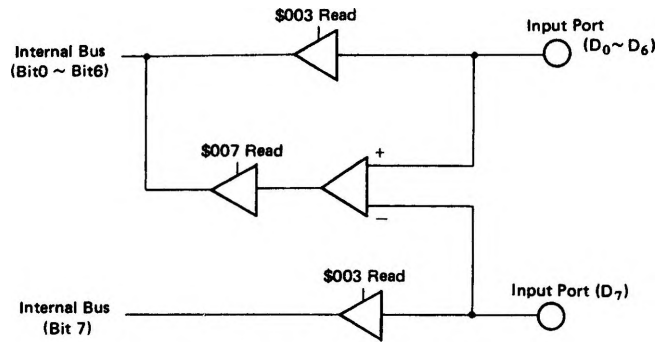 $003 Read
Internal Bus
(Bit0 ~ Bit6)
Input Port
(D₀~ D₆)
$007 Read
+
−
$003 Read
Internal Bus
(Bit 7)
Input Port (D₇)